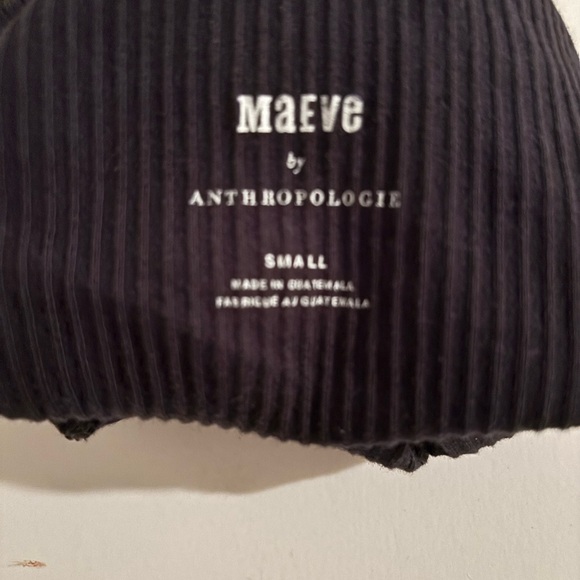 MaEve
by
ANTHROPOLOGIE
SMALL
MADE IN GUATEMALA
FABRIQUÉ AU GUATEMALA